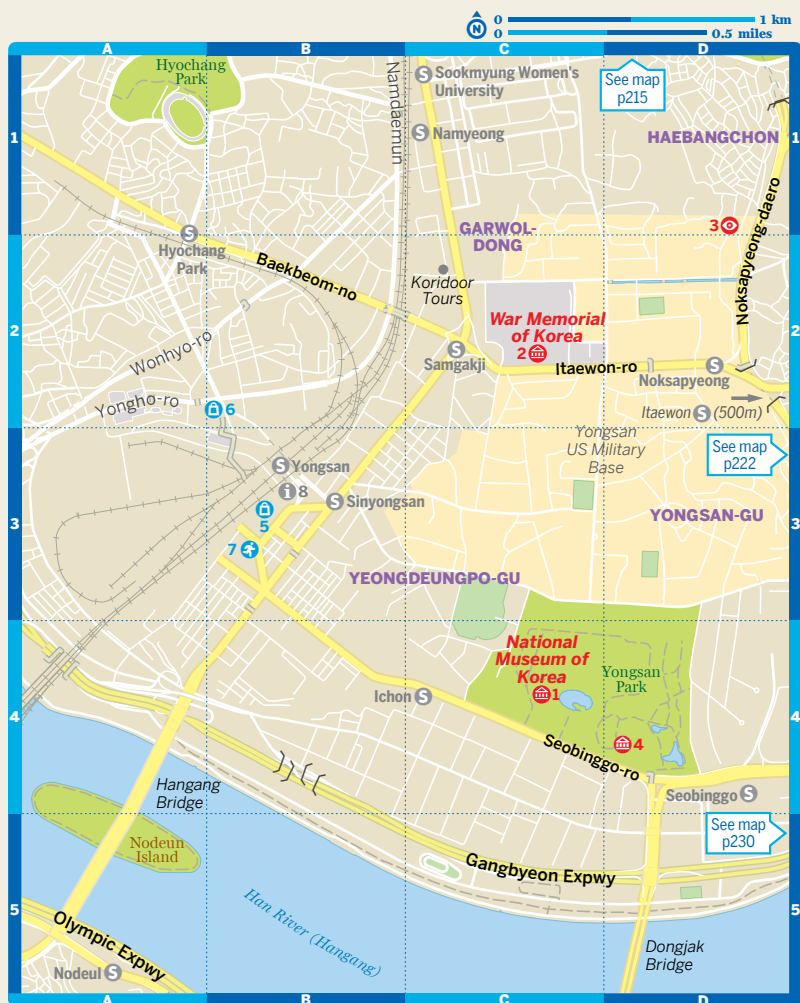 N
0
1 km
0
0.5 miles
A
B
C
D
1
1
2
2
3
3
4
4
5
5
A
B
C
D
Hyochang
Park
Namdaemun
S Sookmyung Women's
University
See map
p215
S Namyeong
HAEBANGCHON
GARWOL-
DONG
3
Noksapyeong-daero
S
Hyochang
Park
Baekbeom-no
Koridoor
Tours
War Memorial
of Korea
2
S
Samgakji
Itaewon-ro
S
Noksapyeong
Itaewon S (500m)
Wonhyo-ro
Yongho-ro
6
Yongsan
US Military
Base
See map
p222
S Yongsan
8
S Sinyongsan
5
7
YONGSAN-GU
YEONGDEUNGPO-GU
National
Museum of
Korea
1
Yongsan
Park
Ichon S
4
Seobinggo-ro
Hangang
Bridge
Seobinggo S
See map
p230
Nodeun
Island
Gangbyeon Expwy
Han River (Hangang)
Olympic Expwy
Nodeul S
Dongjak
Bridge